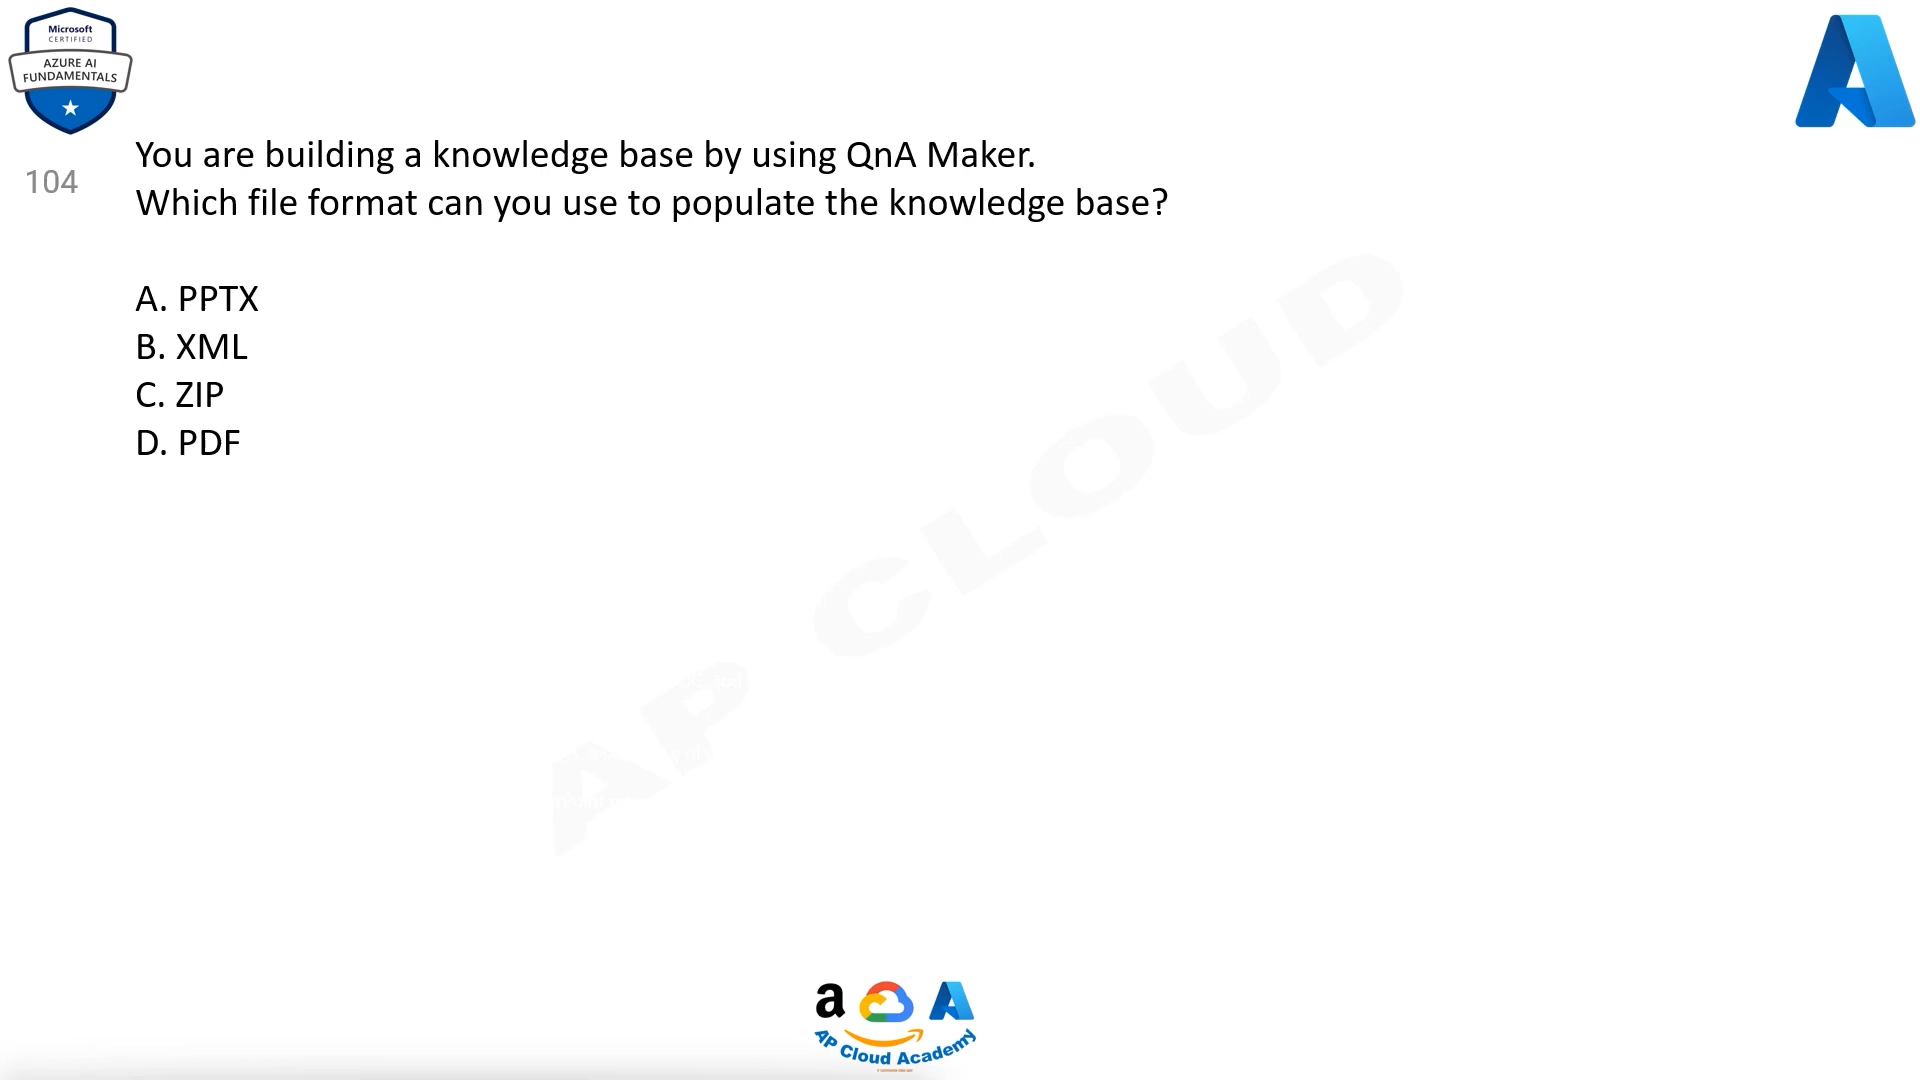 Microsoft
CERTIFIED
AZURE AI
FUNDAMENTALS
104
You are building a knowledge base by using QnA Maker.
Which file format can you use to populate the knowledge base?
A. PPTX
B. XML
C. ZIP
D. PDF
AP CLOUD
a
AP Cloud Academy